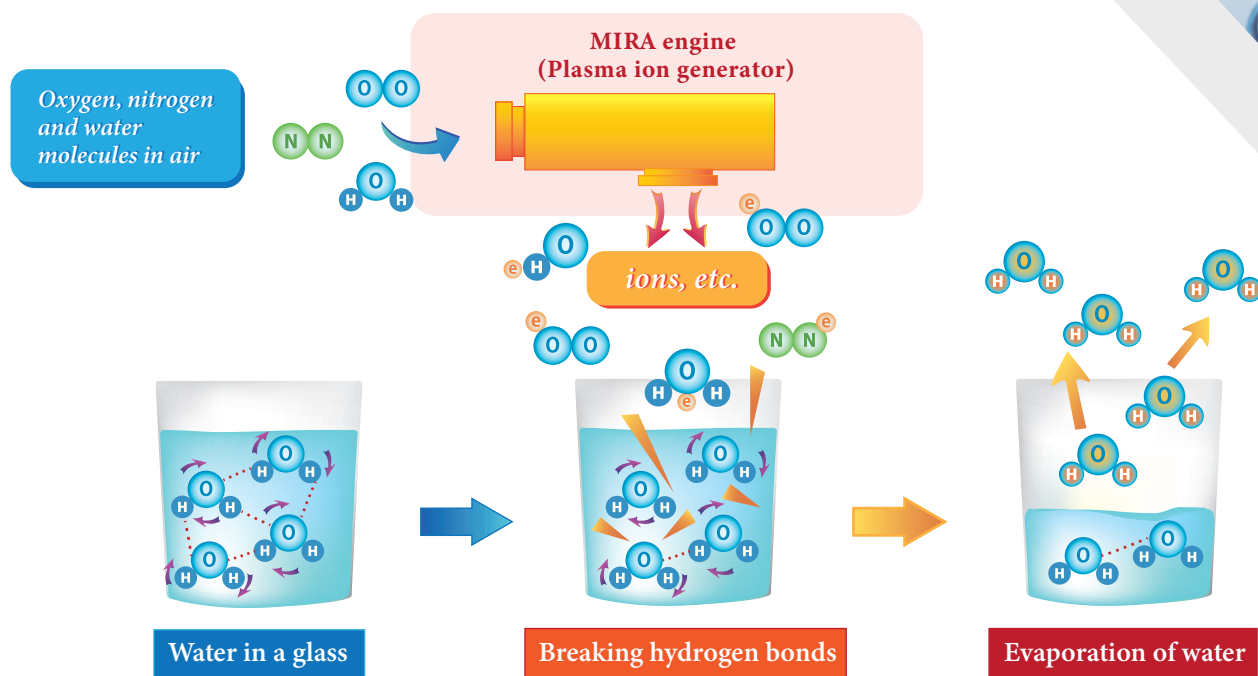 MIRA engine
(Plasma ion generator)
Oxygen, nitrogen
and water
molecules in air
O O
N N
O
H H
e
O O
O
H
e
ions, etc.
e
O O
N N
e
O
H H
e
O
H H
O
H H
O
H H
O
H H
O
H H
O
H H
O
H H
O
H H
O
H H
O
H H
O
H H
O
H H
O
H H
O
H H
O
H H
Water in a glass
Breaking hydrogen bonds
Evaporation of water